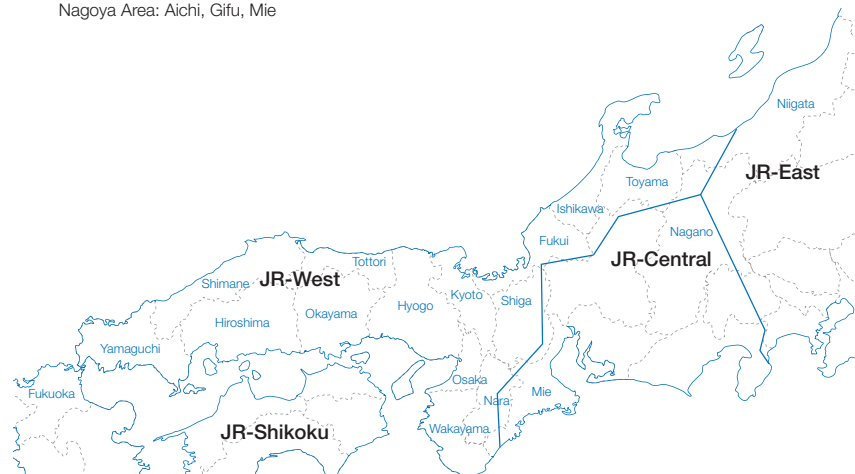 Nagoya Area: Aichi, Gifu, Mie
Niigata
JR-East
Toyama
Ishikawa
Nagano
Fukui
JR-Central
Tottori
Shimane
JR-West
Kyoto
Shiga
Hyogo
Okayama
Hiroshima
Yamaguchi
Osaka
Fukuoka
Mie
Nara
Wakayama
JR-Shikoku